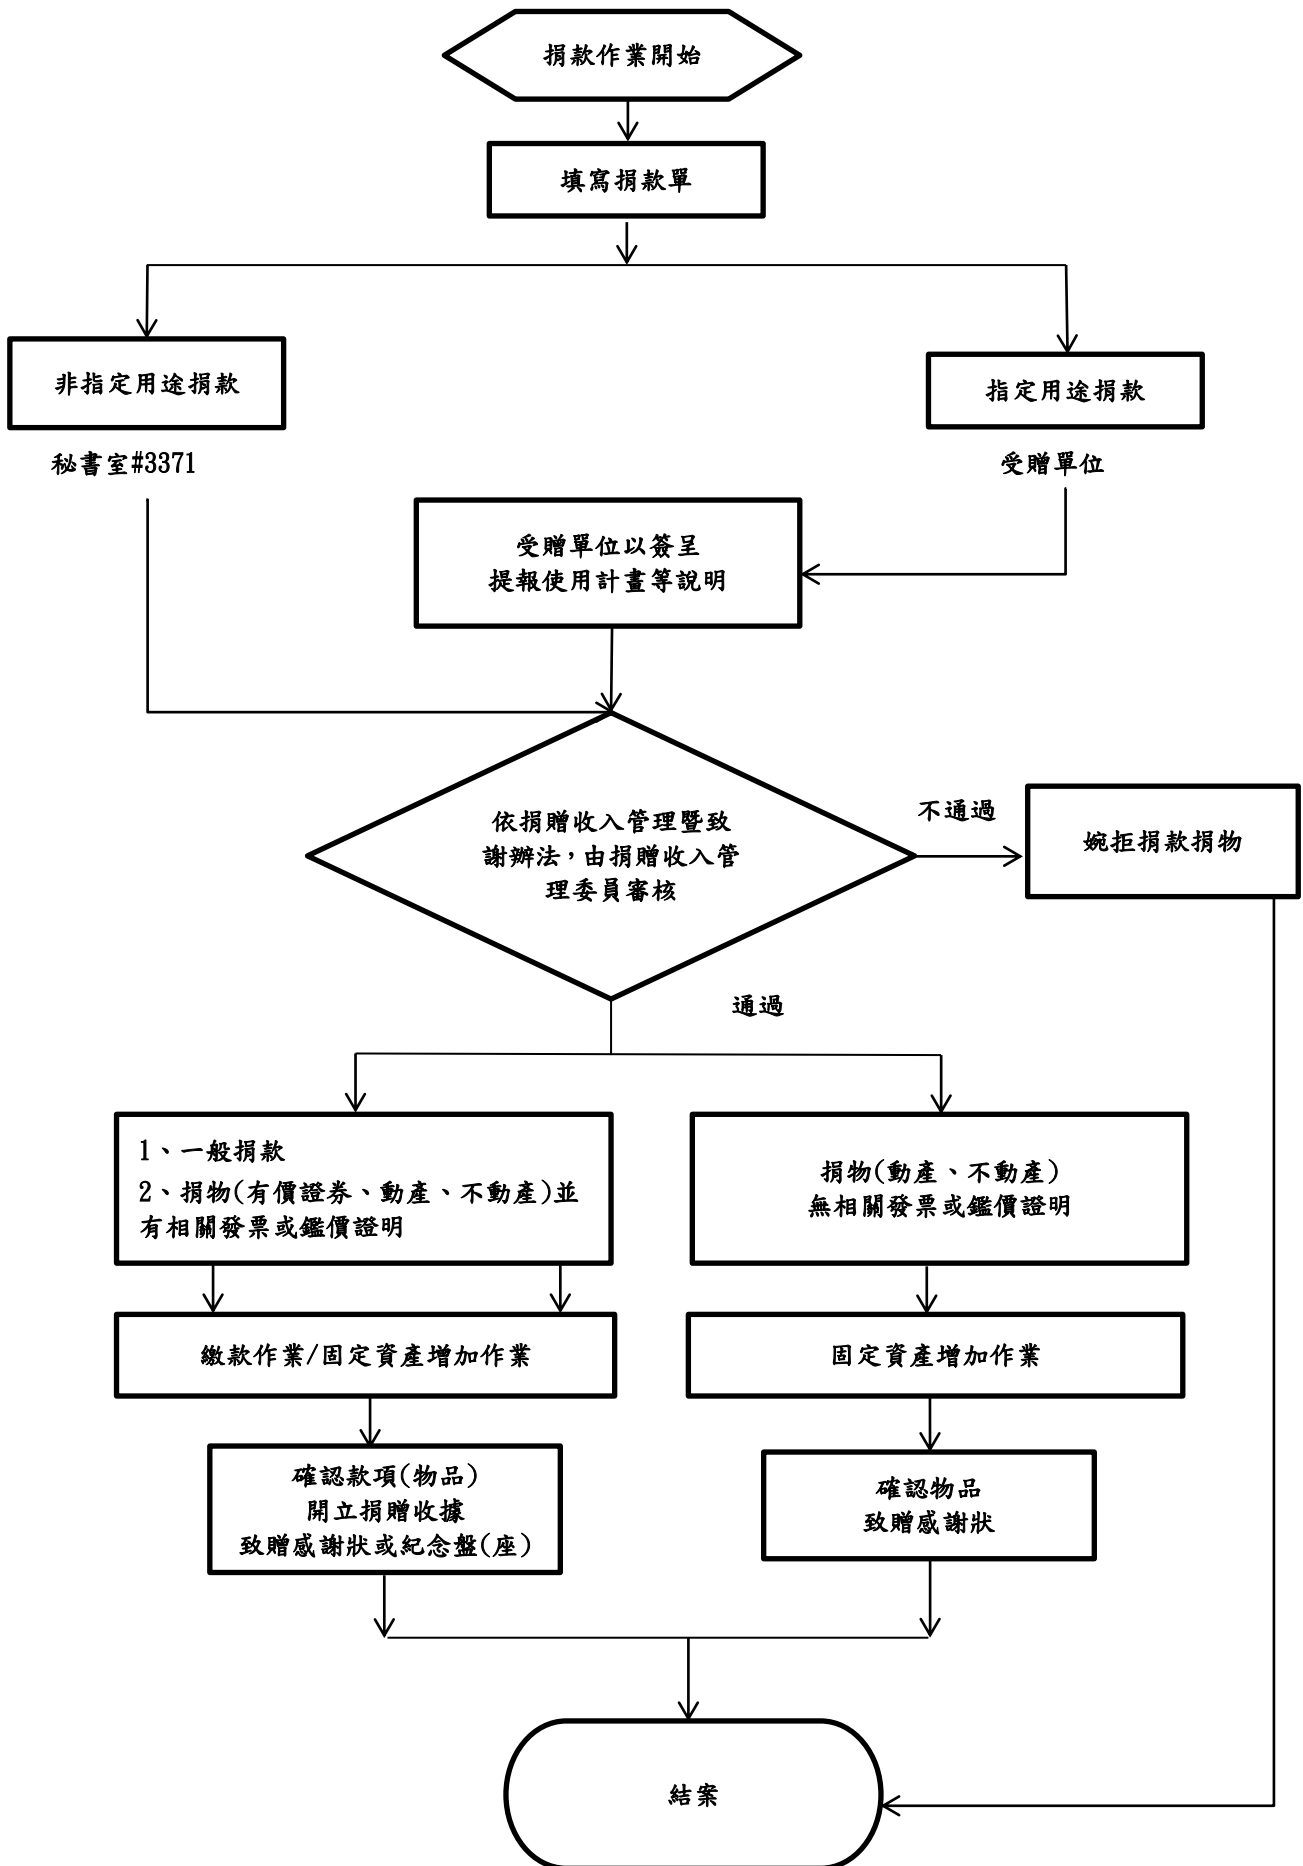 捐款作業開始
填寫捐款單
非指定用途捐款
指定用途捐款
秘書室#3371
受贈單位
受贈單位以簽呈
提報使用計畫等說明
依捐贈收入管理暨致
謝辦法，由捐贈收入管
理委員審核
不通過
婉拒捐款捐物
通過
1、一般捐款
2、捐物(有價證券、動產、不動產)並
有相關發票或鑑價證明
捐物(動產、不動產)
無相關發票或鑑價證明
繳款作業/固定資產增加作業
固定資產增加作業
確認款項(物品)
開立捐贈收據
致贈感謝狀或紀念盤(座)
確認物品
致贈感謝狀
結案